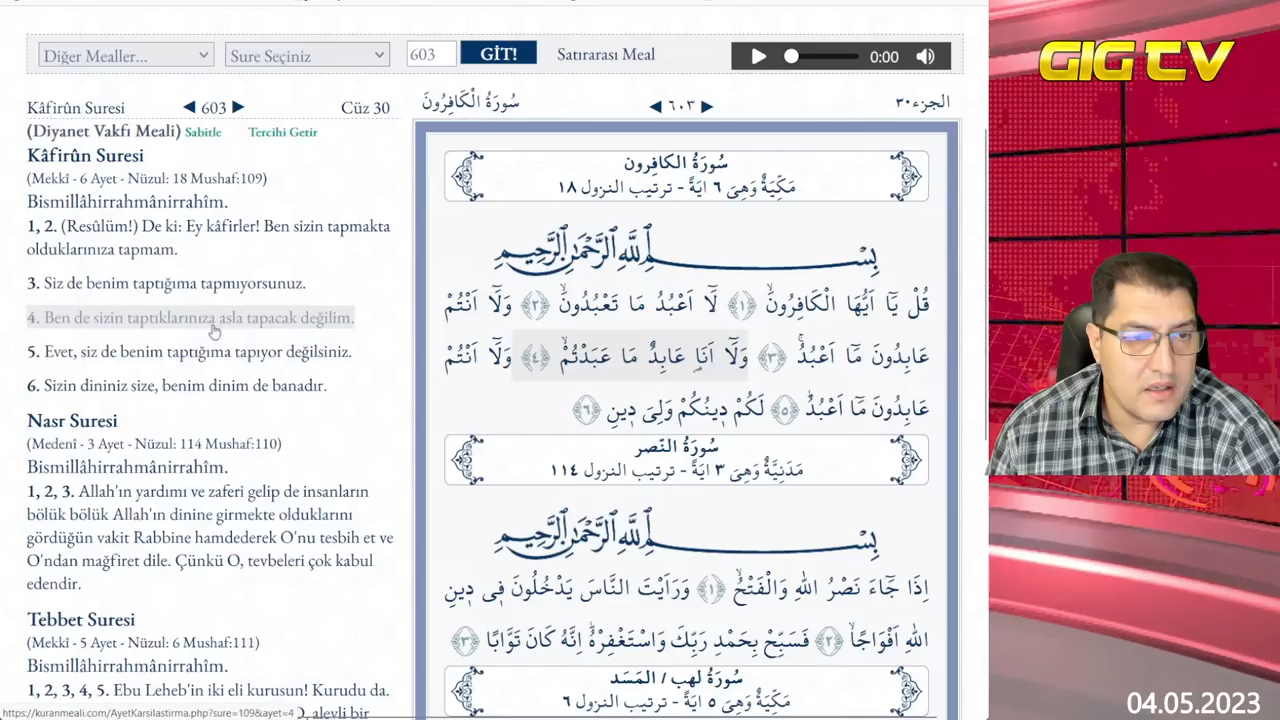 Diğer Mealler...
Sure Seçiniz
603
GİT!
Satırarası Meal
0:00
Kâfirûn Suresi
603
Cüz 30
(Diyanet Vakfı Meali) Sabitle Tercihi Getir
Kâfirûn Suresi
(Mekkî - 6 Ayet - Nüzul: 18 Mushaf:109)
Bismillâhirrahmânirrahîm.
1, 2. (Resûlüm!) De ki: Ey kâfirler! Ben sizin tapmakta
olduklarınıza tapmam.
3. Siz de benim taptığıma tapmıyorsunuz.
4. Ben de sizin taptıklarınıza asla tapacak değilim.
5. Evet, siz de benim taptığıma tapıyor değilsiniz.
6. Sizin dininiz size, benim dinim de banadır.
Nasr Suresi
(Medenî - 3 Ayet - Nüzul: 114 Mushaf:110)
Bismillâhirrahmânirrahîm.
1, 2, 3. Allah'ın yardımı ve zaferi gelip de insanların
bölük bölük Allah'ın dinine girmekte olduklarını
gördüğün vakit Rabbine hamdederek O'nu tesbih et ve
O'ndan mağfiret dile. Çünkü O, tevbeleri çok kabul
edendir.
Tebbet Suresi
(Mekkî - 5 Ayet - Nüzul: 6 Mushaf:111)
Bismillâhirrahmânirrahîm.
1, 2, 3, 4, 5. Ebu Leheb'in iki eli kurusun! Kurudu da.
alevli bir
https://kuranmeali.com/AyetKarsilastirma.php?sure=109&ayet=4
الجزء٣٠
٦٠٣
سُورَةُ الْكَافِرُونَ
سُورَةُ الكافِرون
مَكِّيَّةٌ وَهِىَ ٦ ايَةً - ترتيب النزول ١٨
بِسْمِ اللّٰهِ الرَّحْمٰنِ الرَّحٖيمِ
قُلْ يَٓا اَيُّهَا الْكَافِرُونَۙ ﴿١﴾ لَٓا اَعْبُدُ مَا تَعْبُدُونَۙ ﴿٢﴾ وَلَٓا اَنْتُمْ
عَابِدُونَ مَٓا اَعْبُدُۚ ﴿٣﴾ وَلَٓا اَنَا۬ عَابِدٌ مَا عَبَدْتُمْۙ ﴿٤﴾ وَلَٓا اَنْتُمْ
عَابِدُونَ مَٓا اَعْبُدُۜ ﴿٥﴾ لَكُمْ دٖينُكُمْ وَلِىَ دٖينِ ﴿٦﴾
سُورَةُ النَّصر
مَدَنِيَّةٌ وَهِىَ ٣ ايَةً - ترتيب النزول ١١٤
بِسْمِ اللّٰهِ الرَّحْمٰنِ الرَّحٖيمِ
اِذَا جَٓاءَ نَصْرُ اللّٰهِ وَالْفَتْحُۙ ﴿١﴾ وَرَاَيْتَ النَّاسَ يَدْخُلُونَ فٖى دٖينِ
اللّٰهِ اَفْوَاجًاۙ ﴿٢﴾ فَسَبِّحْ بِحَمْدِ رَبِّكَ وَاسْتَغْفِرْهُۜ اِنَّهُ كَانَ تَوَّابًا ﴿٣﴾
سُورَةُ لهب / المَسَد
مَكِّيَّةٌ وَهِىَ ٥ ايَةً - ترتيب النزول ٦
GIG TV
04.05.2023